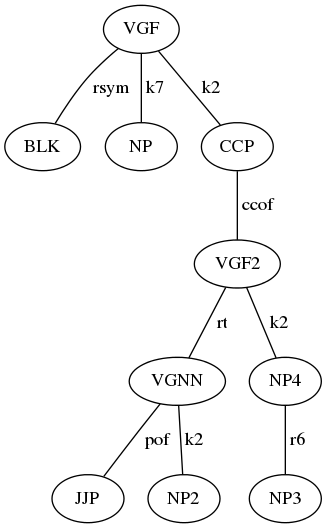 VGF
rsym k7 k2
BLK NP CCP
ccof
VGF2
rt k2
VGNN NP4
pof k2 r6
JJP NP2 NP3